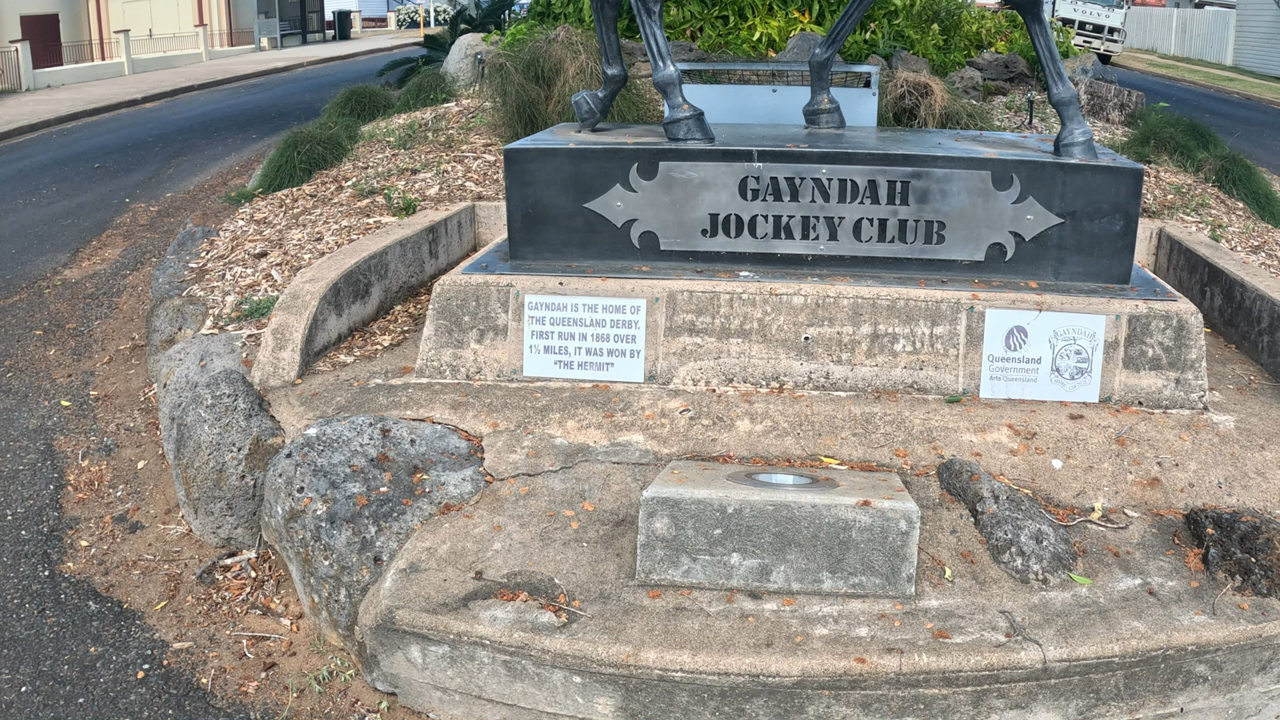 VOLVO
GAYNDAH
JOCKEY CLUB
GAYNDAH IS THE HOME OF
THE QUEENSLAND DERBY.
FIRST RUN IN 1868 OVER
1½ MILES, IT WAS WON BY
"THE HERMIT"
Queensland
Government
Arts Queensland
GAYNDAH